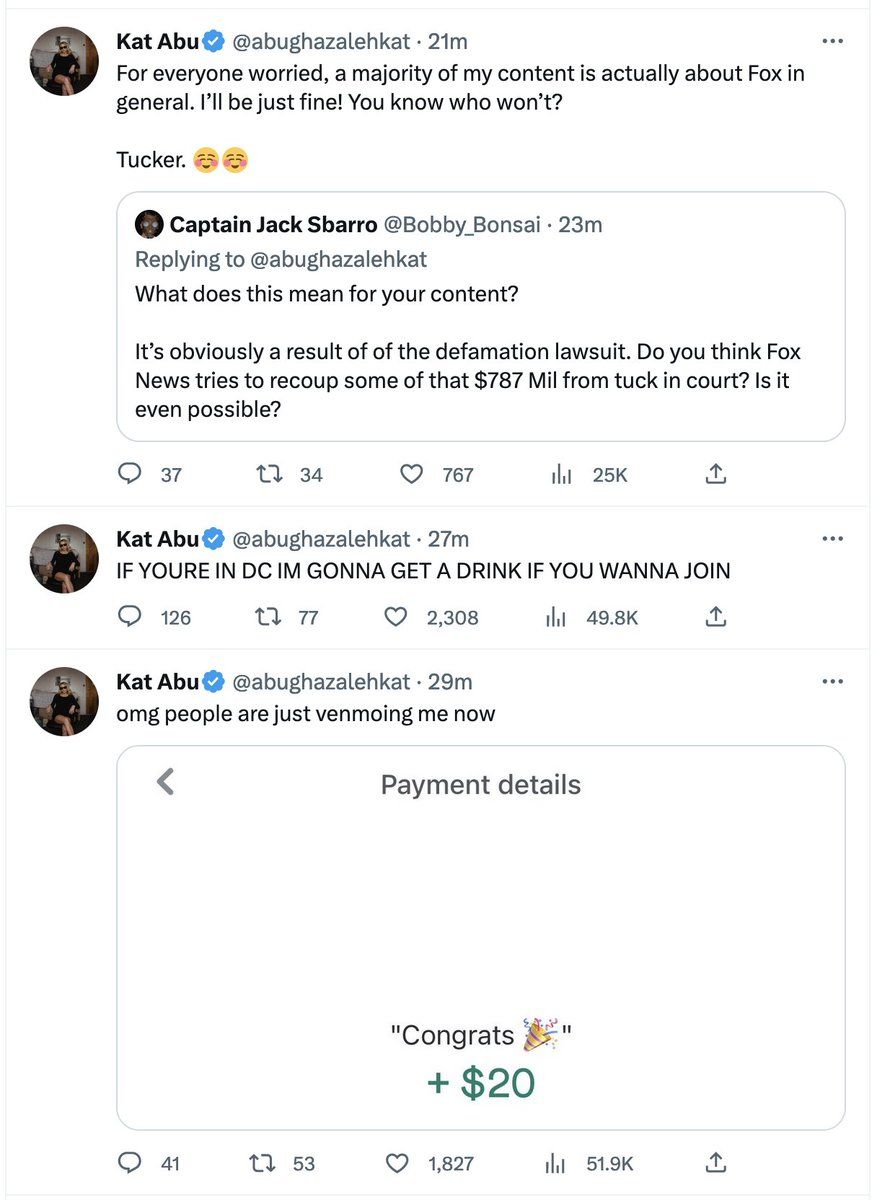 Kat Abu @abughazalehkat · 21m
For everyone worried, a majority of my content is actually about Fox in
general. I’ll be just fine! You know who won’t?
Tucker. ☺️☺️
Captain Jack Sbarro @Bobby_Bonsai · 23m
Replying to @abughazalehkat
What does this mean for your content?
It’s obviously a result of of the defamation lawsuit. Do you think Fox
News tries to recoup some of that $787 Mil from tuck in court? Is it
even possible?
37 34 767 25K
Kat Abu @abughazalehkat · 27m
IF YOURE IN DC IM GONNA GET A DRINK IF YOU WANNA JOIN
126 77 2,308 49.8K
Kat Abu @abughazalehkat · 29m
omg people are just venmoing me now
Payment details
"Congrats 🎉"
+ $20
41 53 1,827 51.9K